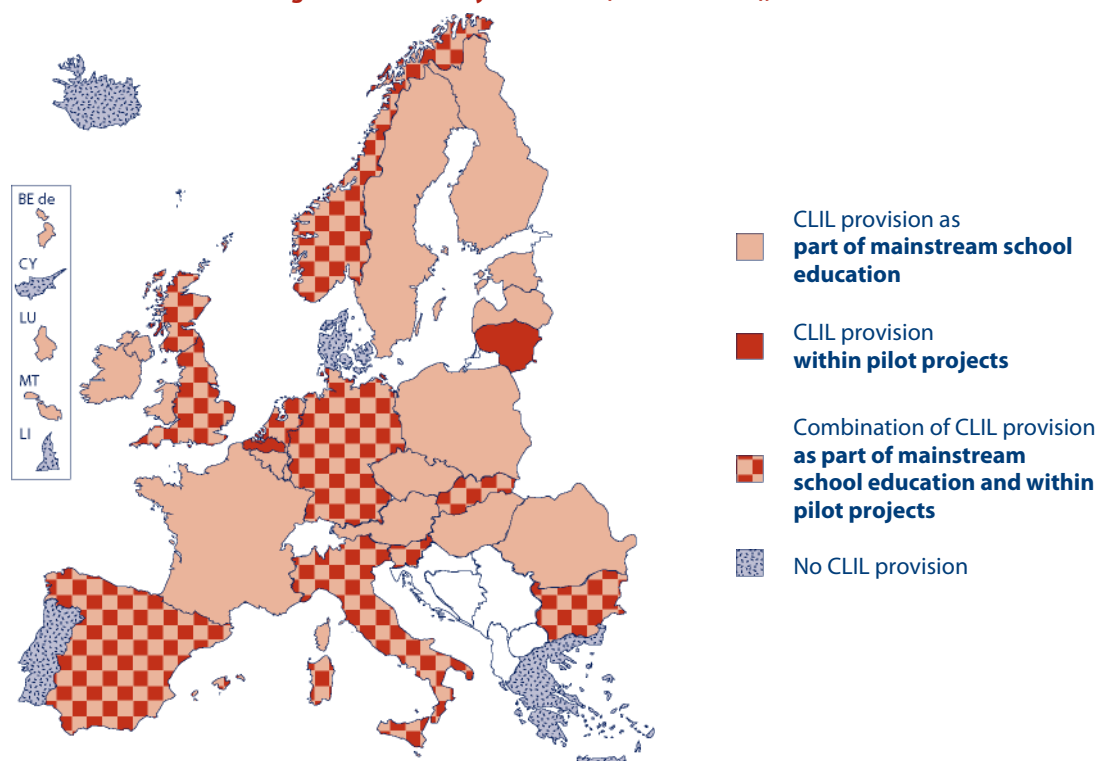 BE de
CY
LU
MT
LI
CLIL provision as
part of mainstream school
education
CLIL provision
within pilot projects
Combination of CLIL provision
as part of mainstream
school education and within
pilot projects
No CLIL provision